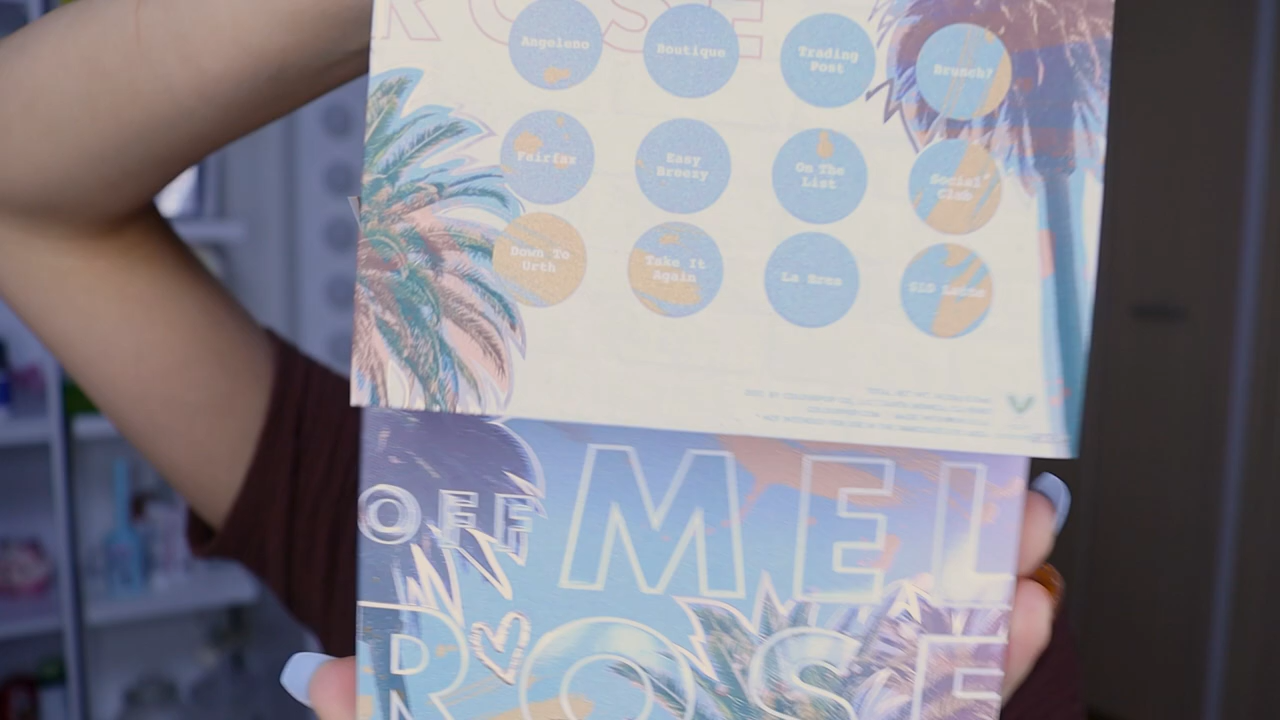 ROSE
Angeleno
Boutique
Trading
Post
Brunch?
Fairfax
Easy
Breezy
On The
List
Social
Club
Down To
Urth
Take It
Again
La Brea
OFF MEL
ROSE